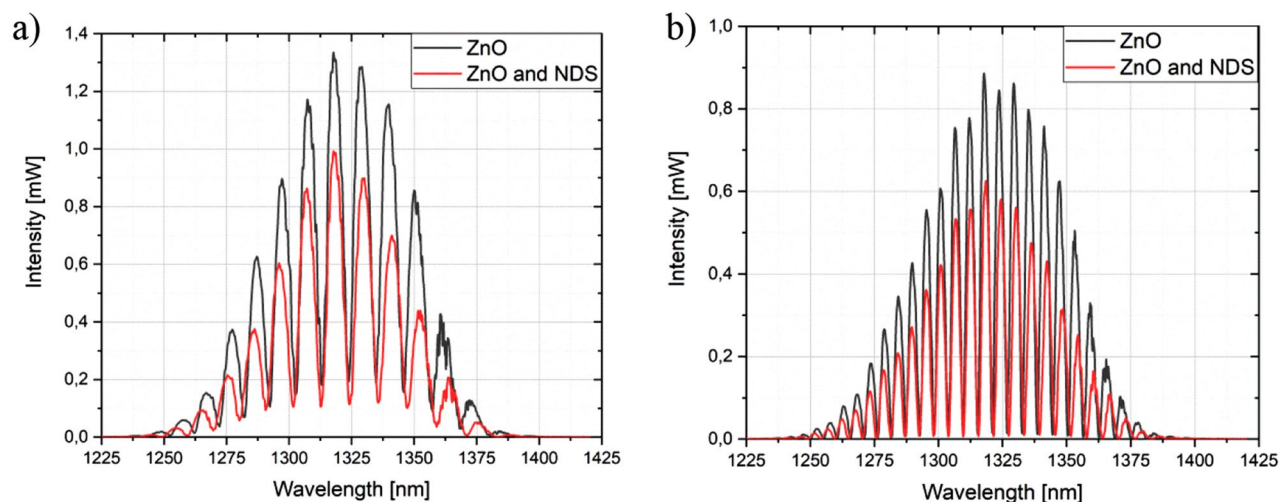 a)
1,4
1,2
1,0
0,8
0,6
0,4
0,2
0,0
Intensity [mW]
ZnO
ZnO and NDS
1225 1250 1275 1300 1325 1350 1375 1400 1425
Wavelength [nm]
b)
1,0
0,8
0,6
0,4
0,2
0,0
Intensity [mW]
ZnO
ZnO and NDS
1225 1250 1275 1300 1325 1350 1375 1400 1425
Wavelength [nm]